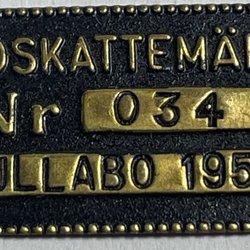 OSKATTEMÄ
Nr 034
ULLABO 195